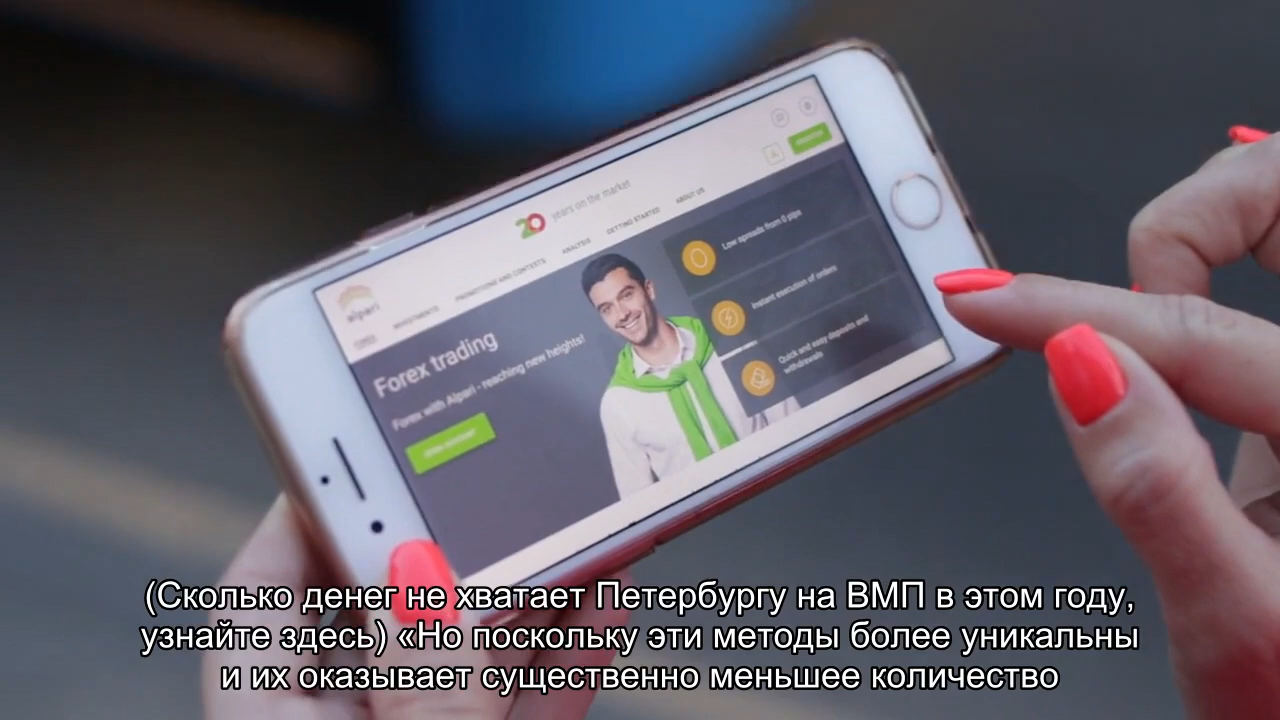 20 years on the market
alpari
FOREX
INVESTMENTS
PROMOTIONS AND CONTESTS
ANALYSIS
GETTING STARTED
ABOUT US
Forex trading
Forex with Alpari - reaching new heights!
Low spreads from 0 pips
Instant execution of orders
Quick and easy deposits and
withdrawals
(Сколько денег не хватает Петербургу на ВМП в этом году,
узнайте здесь) «Но поскольку эти методы более уникальны
и их оказывает существенно меньшее количество